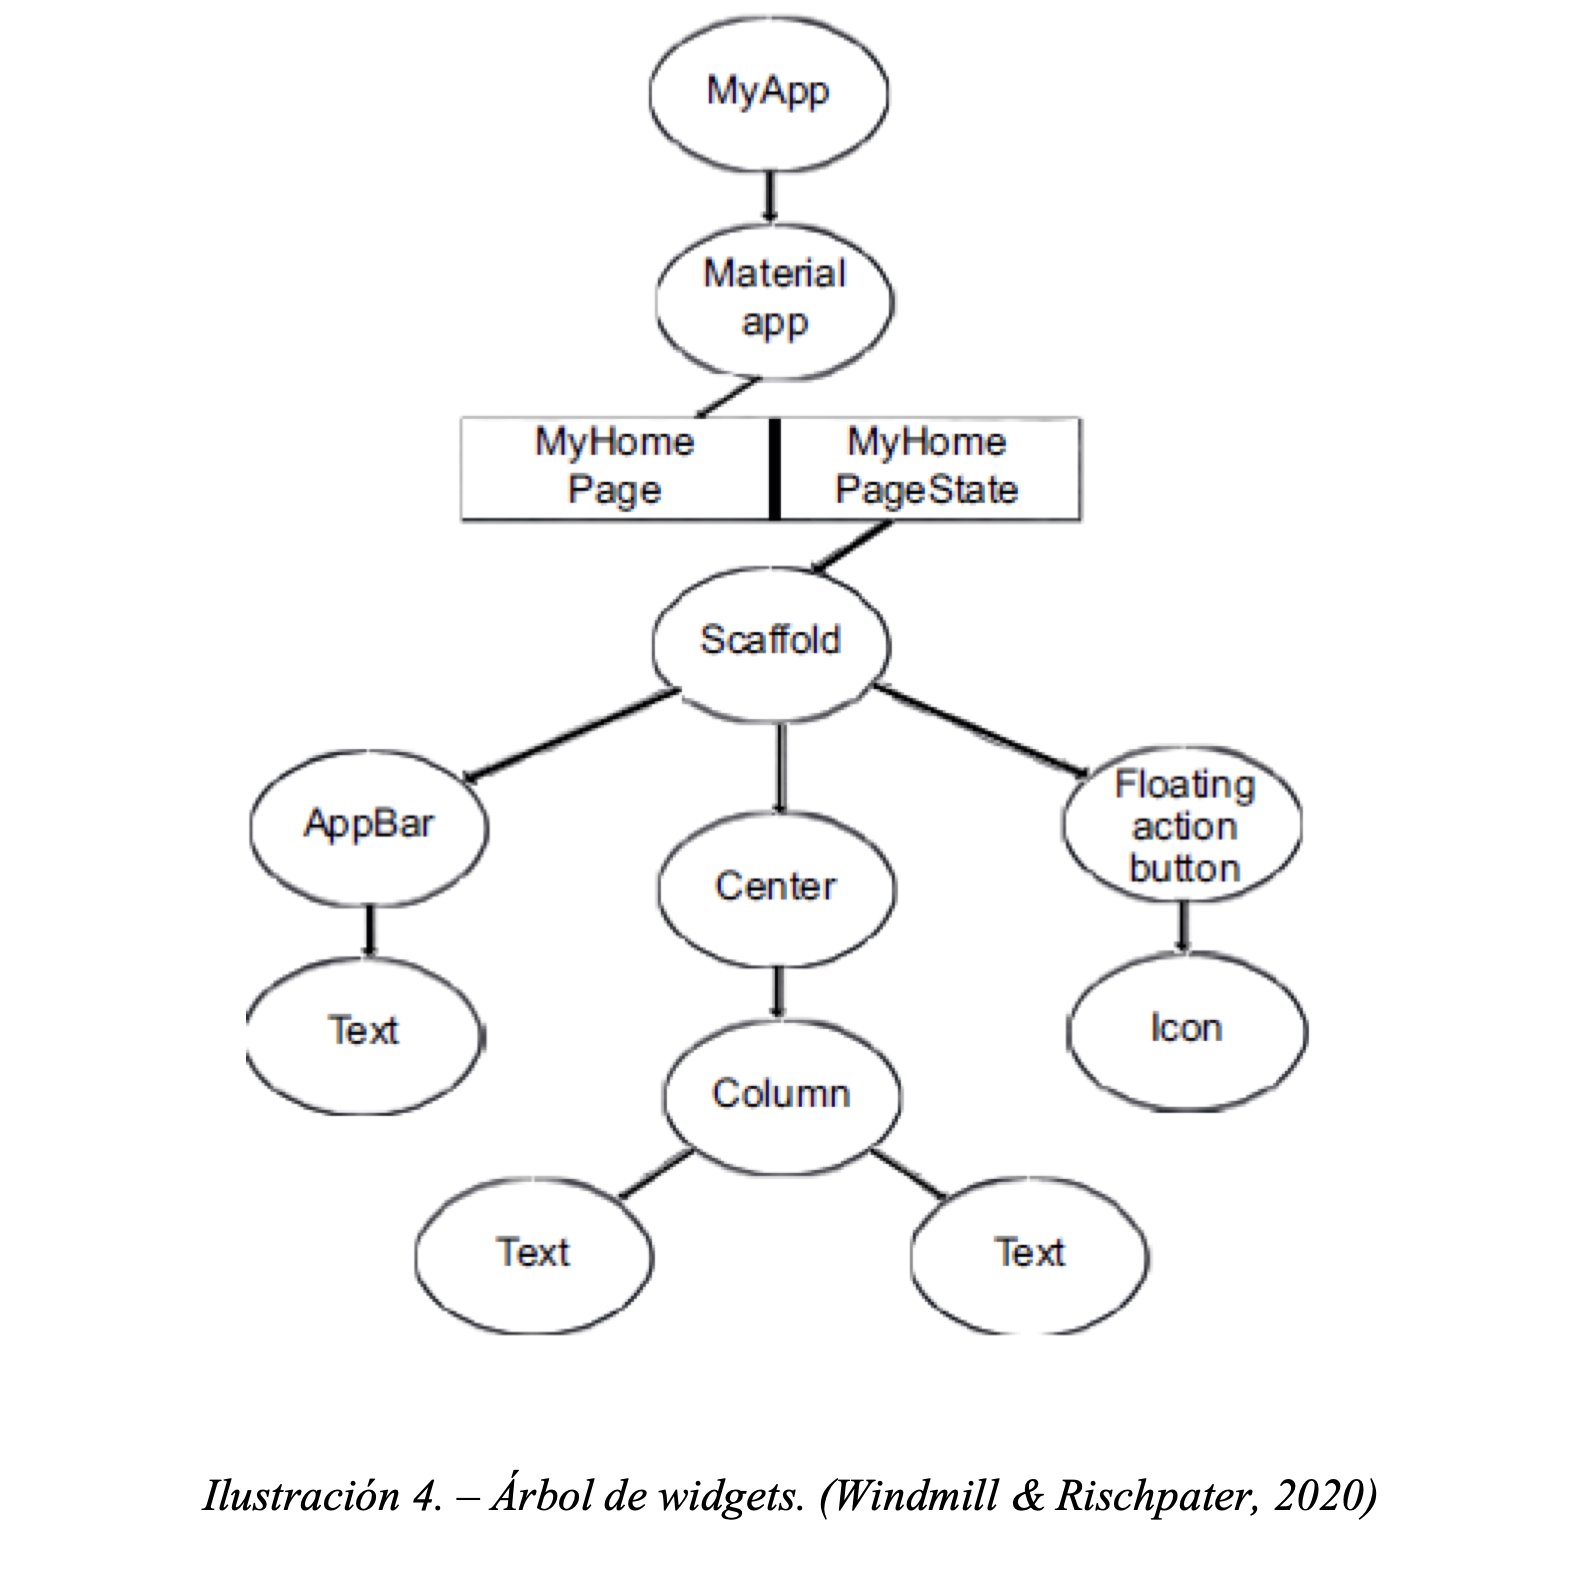 MyApp
Material
app
MyHome
Page
MyHome
PageState
Scaffold
AppBar
Center
Floating
action
button
Text
Icon
Column
Text
Text
Ilustración 4. – Árbol de widgets. (Windmill & Rischpater, 2020)